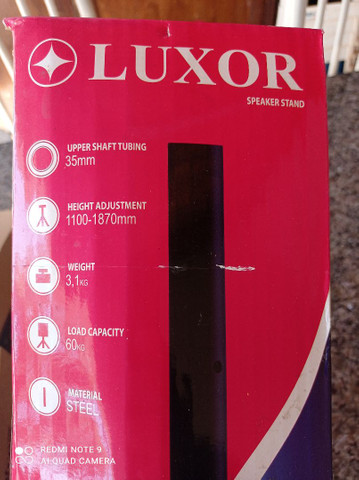 LUXOR
SPEAKER STAND
UPPER SHAFT TUBING
35mm
HEIGHT ADJUSTMENT
1100-1870mm
WEIGHT
3,1KG
LOAD CAPACITY
60KG
MATERIAL
STEEL
REDMI NOTE 9
AI QUAD CAMERA